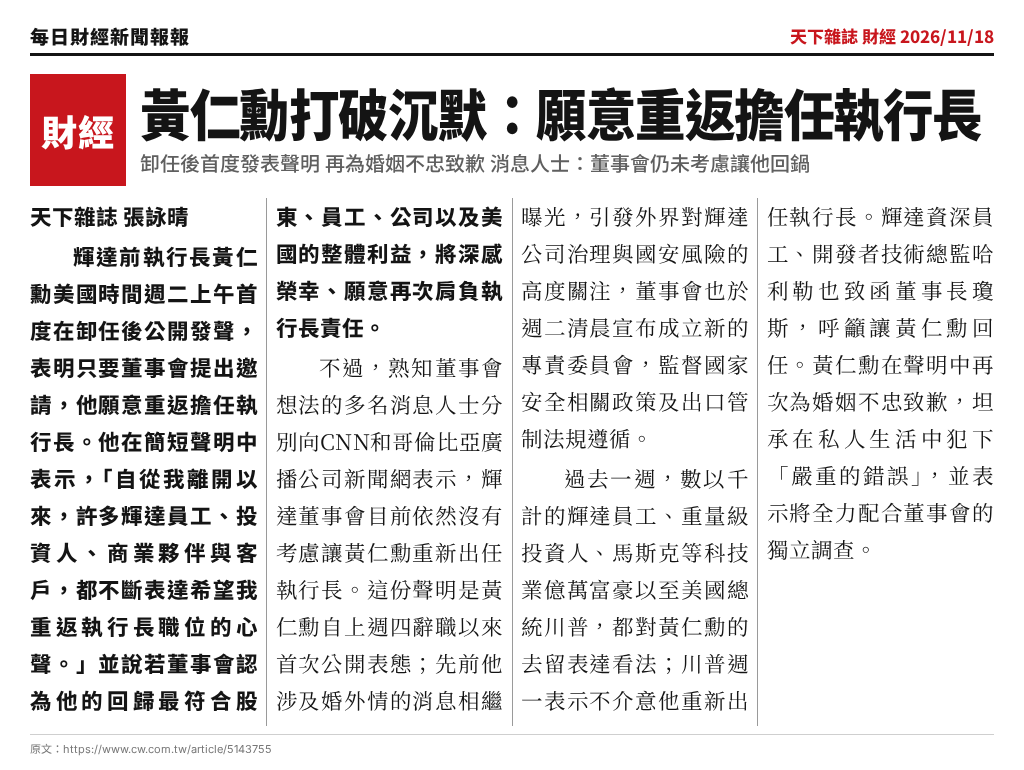 每日財經新聞報報
天下雜誌 財經 2026/11/18
財經
黃仁勳打破沉默：願意重返擔任執行長
卸任後首度發表聲明 再為婚姻不忠致歉 消息人士：董事會仍未考慮讓他回鍋
天下雜誌 張詠晴
輝達前執行長黃仁
勳美國時間週二上午首
度在卸任後公開發聲，
表明只要董事會提出邀
請，他願意重返擔任執
行長。他在簡短聲明中
表示，「自從我離開以
來，許多輝達員工、投
資人、商業夥伴與客
戶，都不斷表達希望我
重返執行長職位的心
聲。」並說若董事會認
為他的回歸最符合股
東、員工、公司以及美
國的整體利益，將深感
榮幸、願意再次肩負執
行長責任。
不過，熟知董事會
想法的多名消息人士分
別向CNN和哥倫比亞廣
播公司新聞網表示，輝
達董事會目前依然沒有
考慮讓黃仁勳重新出任
執行長。這份聲明是黃
仁勳自上週四辭職以來
首次公開表態；先前他
涉及婚外情的消息相繼
曝光，引發外界對輝達
公司治理與國安風險的
高度關注，董事會也於
週二清晨宣布成立新的
專責委員會，監督國家
安全相關政策及出口管
制法規遵循。
過去一週，數以千
計的輝達員工、重量級
投資人、馬斯克等科技
業億萬富豪以至美國總
統川普，都對黃仁勳的
去留表達看法；川普週
一表示不介意他重新出
任執行長。輝達資深員
工、開發者技術總監哈
利勒也致函董事長瓊
斯，呼籲讓黃仁勳回
任。黃仁勳在聲明中再
次為婚姻不忠致歉，坦
承在私人生活中犯下
「嚴重的錯誤」，並表
示將全力配合董事會的
獨立調查。
原文：https://www.cw.com.tw/article/5143755